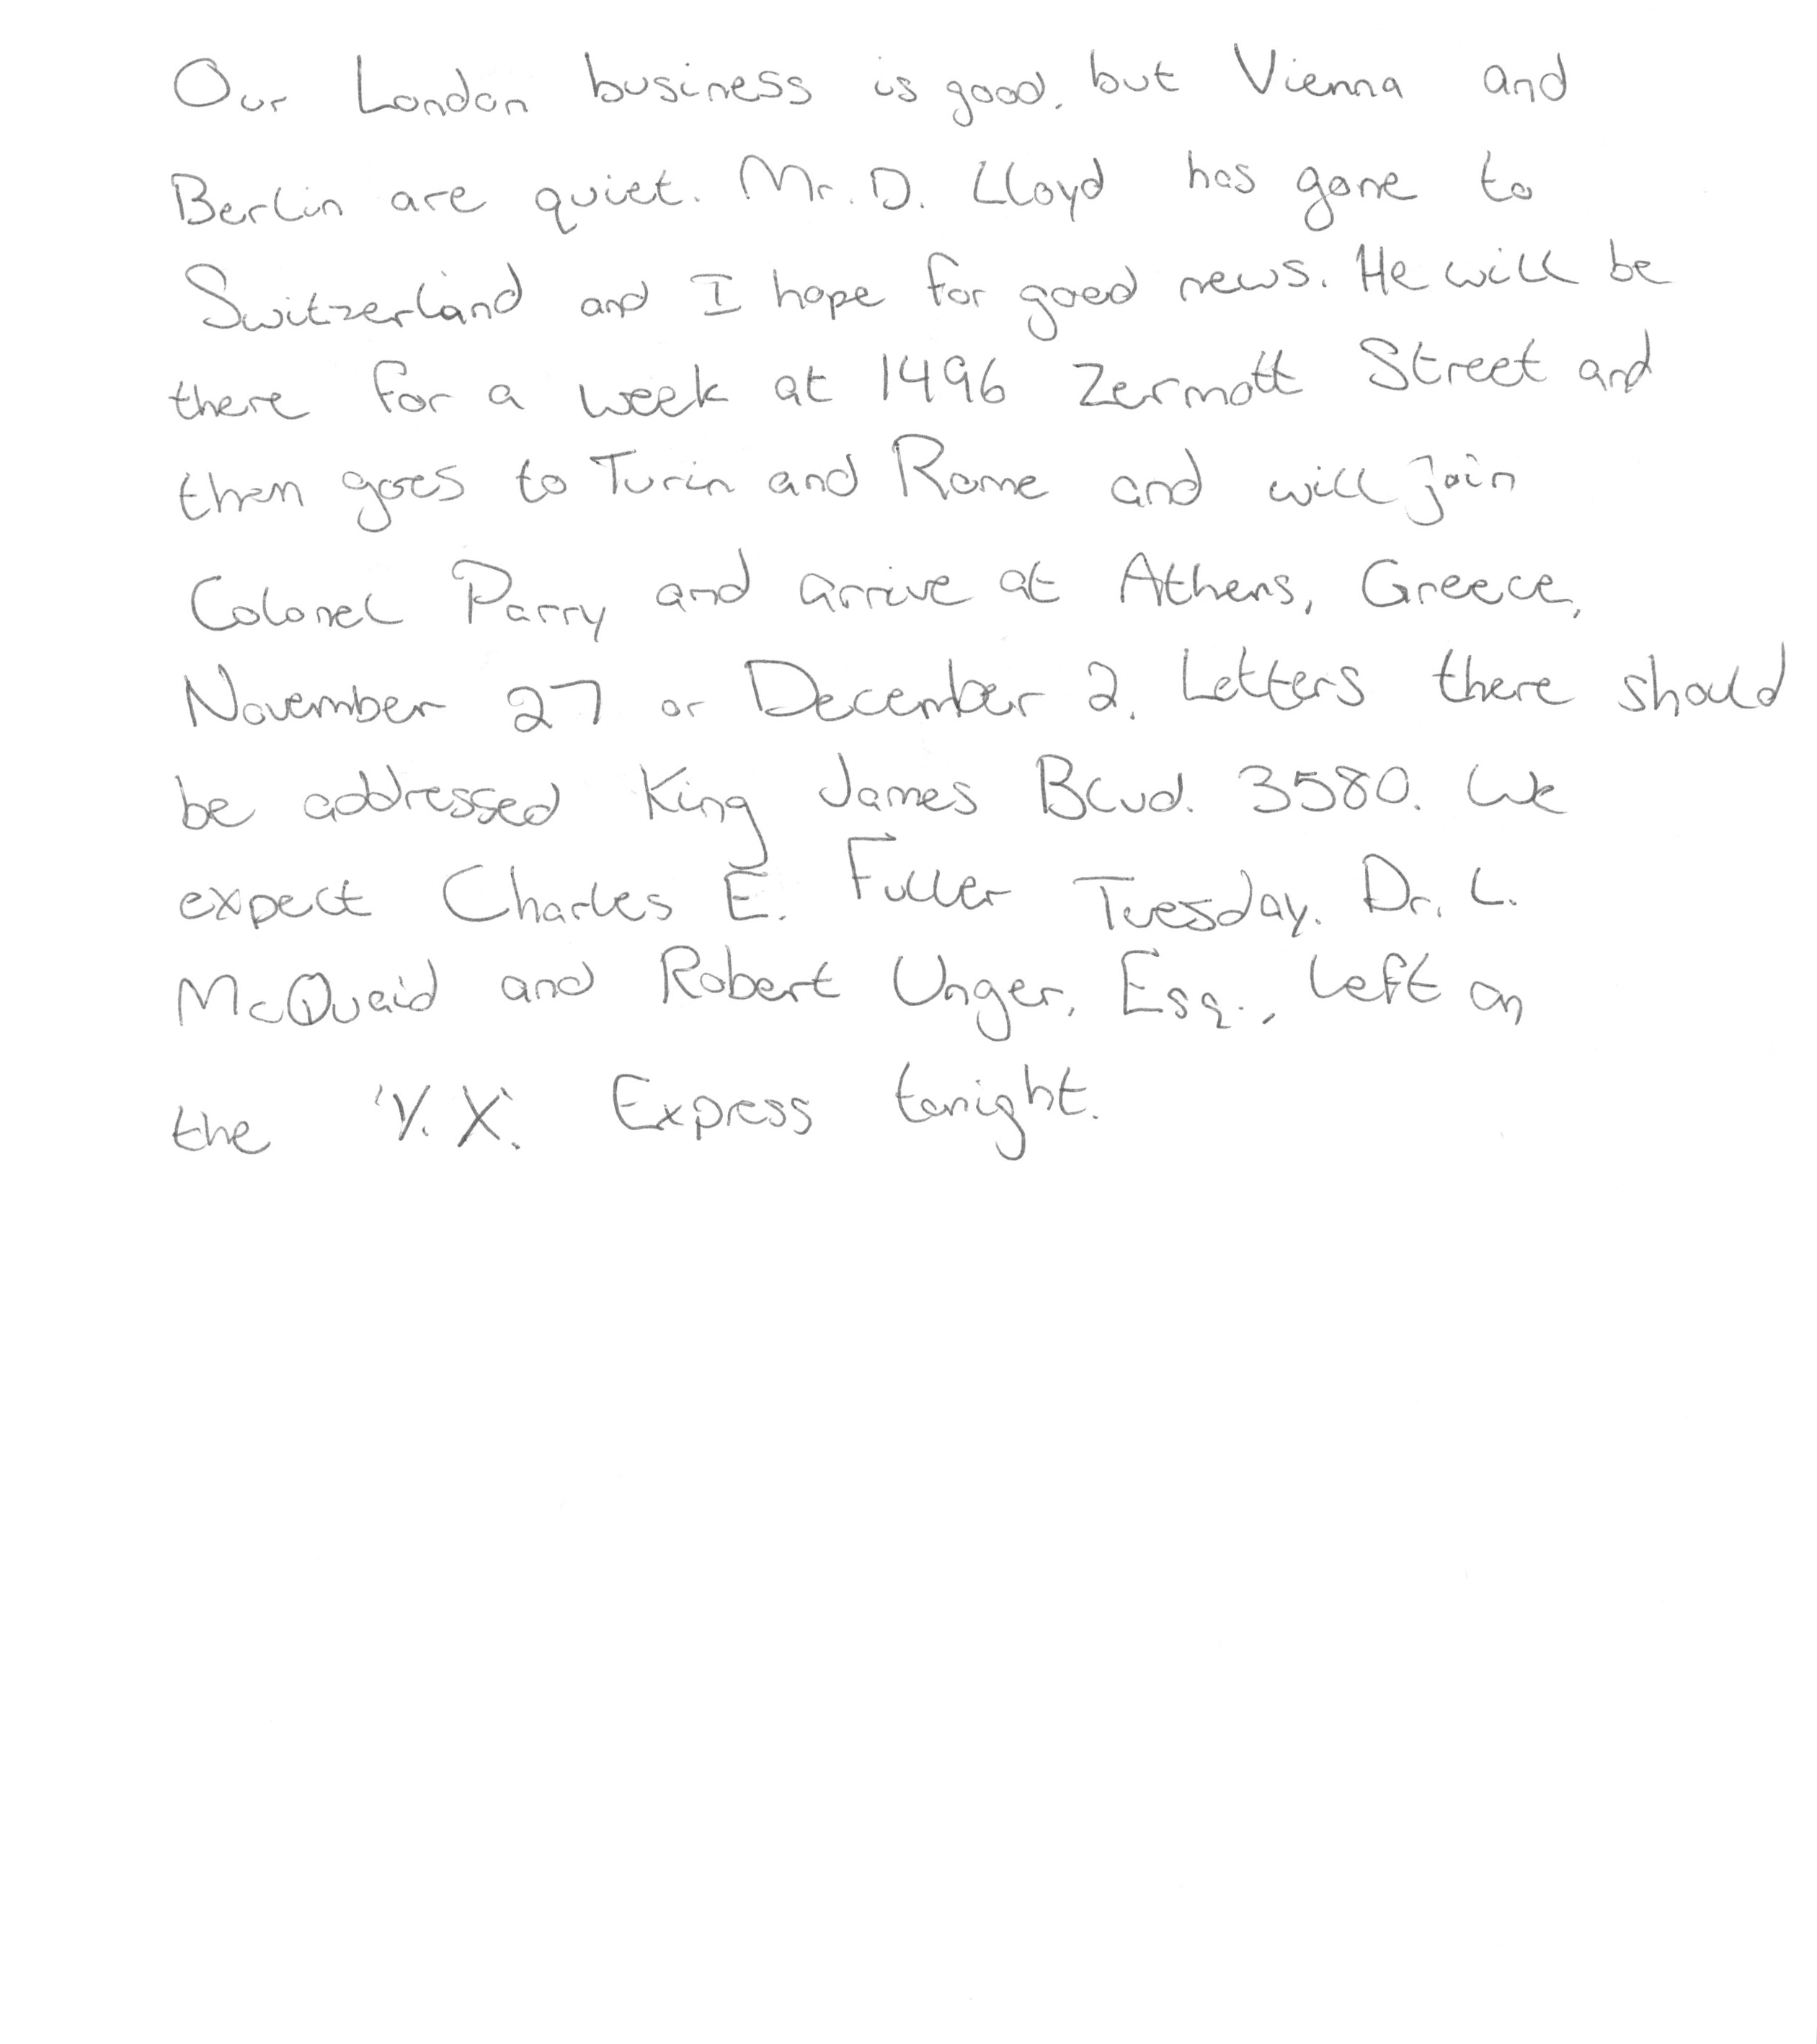 Our London business is good, but Vienna and
Berlin are quiet. Mr. D. Lloyd has gone to
Switzerland and I hope for good news. He will be
there for a week at 1496 Zermott Street and
then goes to Turin and Rome and will join
Colonel Parry and arrive at Athens, Greece,
November 27 or December 2. Letters there should
be addressed King James Blvd. 3580. We
expect Charles E. Fuller Tuesday. Dr. L.
McQuaid and Robert Unger, Esq., left on
the 'Y.X.' Express tonight.